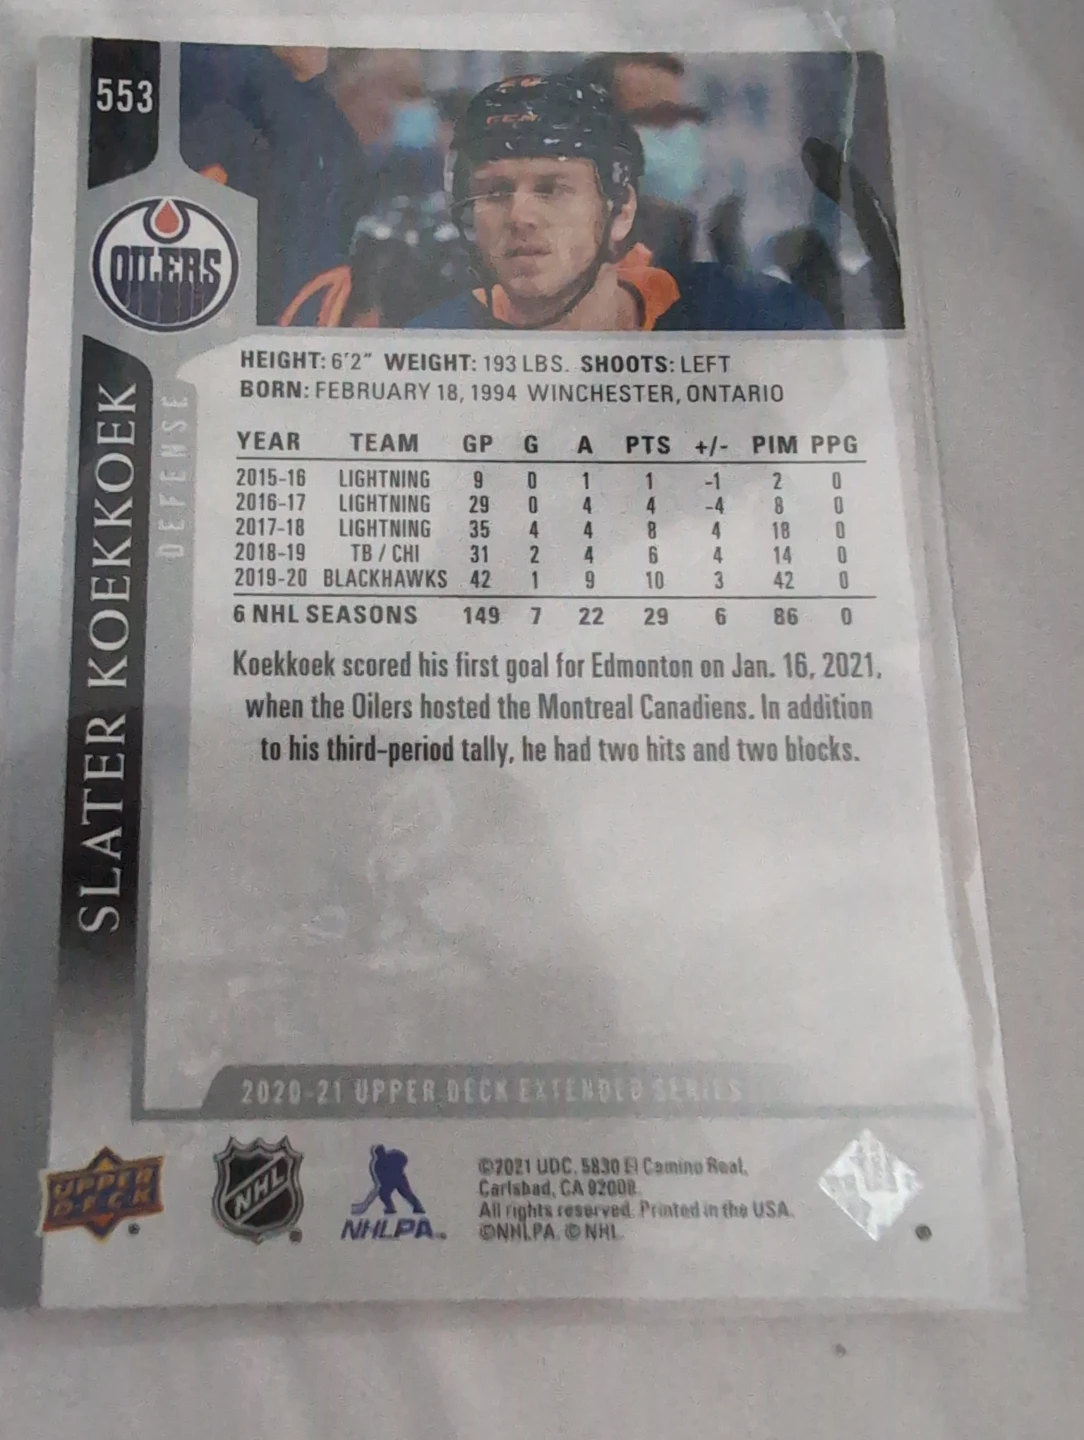 553
CCM
OILERS
SLATER KOEKKOEK
DEFENSE
HEIGHT: 6'2" WEIGHT: 193 LBS. SHOOTS: LEFT
BORN: FEBRUARY 18, 1994 WINCHESTER, ONTARIO
YEAR TEAM GP G A PTS +/- PIM PPG
2015-16 LIGHTNING 9 0 1 1 -1 2 0
2016-17 LIGHTNING 29 0 4 4 -4 8 0
2017-18 LIGHTNING 35 4 4 8 4 18 0
2018-19 TB / CHI 31 2 4 6 4 14 0
2019-20 BLACKHAWKS 42 1 9 10 3 42 0
6 NHL SEASONS 149 7 22 29 6 86 0
Koekkoek scored his first goal for Edmonton on Jan. 16, 2021,
when the Oilers hosted the Montreal Canadiens. In addition
to his third-period tally, he had two hits and two blocks.
2020-21 UPPER DECK EXTENDED SERIES
UPPER
DECK
NHL
NHLPA
©2021 UDC, 5830 El Camino Real,
Carlsbad, CA 92008.
All rights reserved. Printed in the USA.
©NHLPA. © NHL.